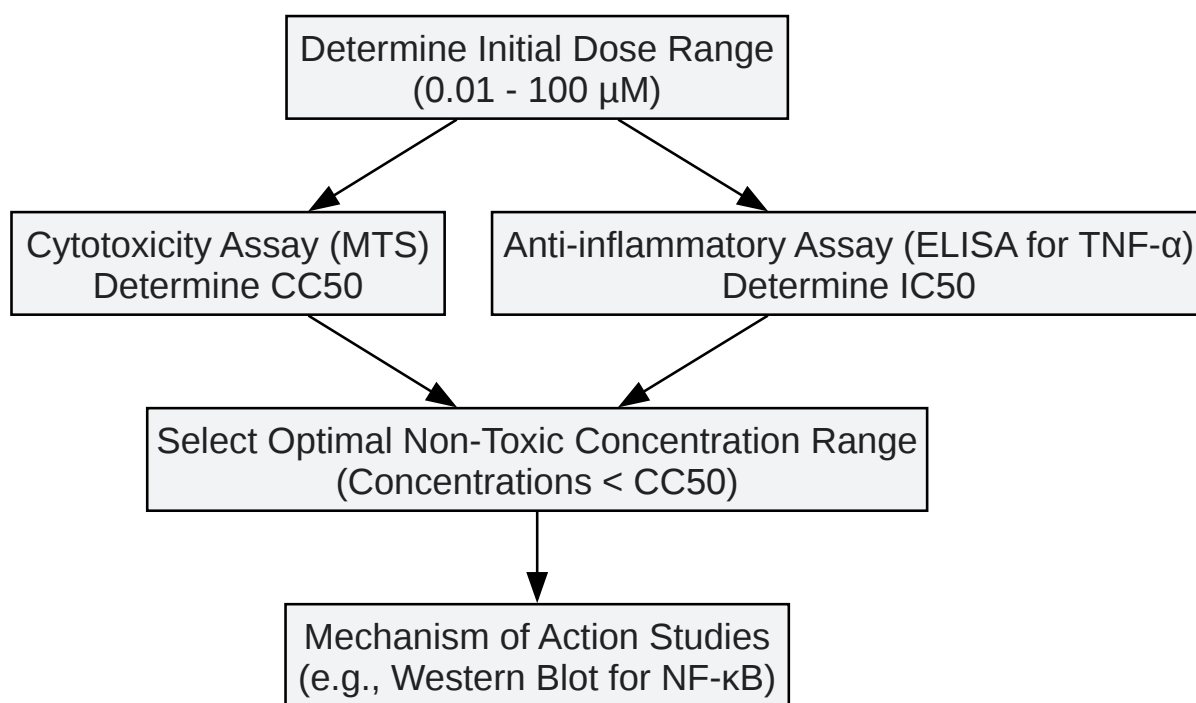 Determine Initial Dose Range
(0.01 - 100 µM)
Cytotoxicity Assay (MTS)
Determine CC50
Anti-inflammatory Assay (ELISA for TNF-α)
Determine IC50
Select Optimal Non-Toxic Concentration Range
(Concentrations < CC50)
Mechanism of Action Studies
(e.g., Western Blot for NF-κB)